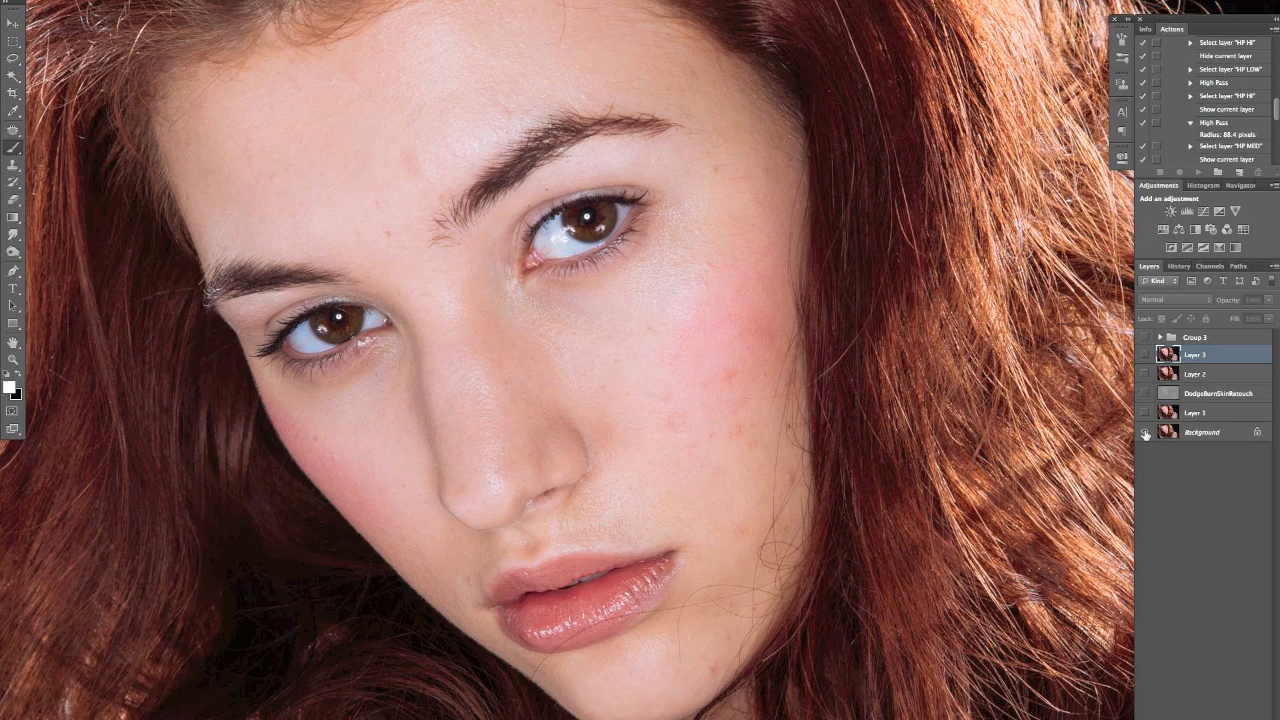 Info Actions
Select layer "HP HI"
Hide current layer
Select layer "HP LOW"
High Pass
Select layer "HP HI"
Show current layer
High Pass
Radius: 88.4 pixels
Select layer "HP MED"
Show current layer
Adjustments Histogram Navigator
Add an adjustment
Layers History Channels Paths
Kind
Normal Opacity: 100%
Lock: Fill: 100%
Group 3
Layer 3
Layer 2
DodgeBurnSkinRetouch
Layer 1
Background